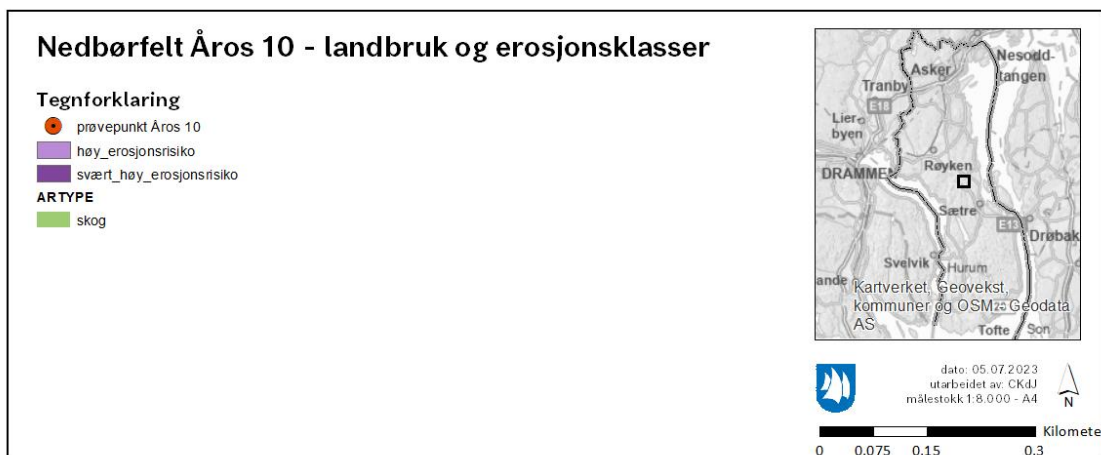 Nedbørfelt Åros 10 - landbruk og erosjonsklasser
Tegnforklaring
prøvepunkt Åros 10
høy_erosjonsrisiko
svært_høy_erosjonsrisiko
ARTYPE
skog
Nesodd-
tangen
Asker
Tranby
E18
Lier-
byen
Røyken
DRAMMEN
Sætre
E13
Drøbak
Svelvik
Hurum
ande
Kartverket, Geovekst,
kommuner og OSM - Geodata
AS
Tofte
Son
dato: 05.07.2023
utarbeidet av: CKdJ
målestokk 1:8.000 - A4
N
Kilomete
0 0.075 0.15 0.3